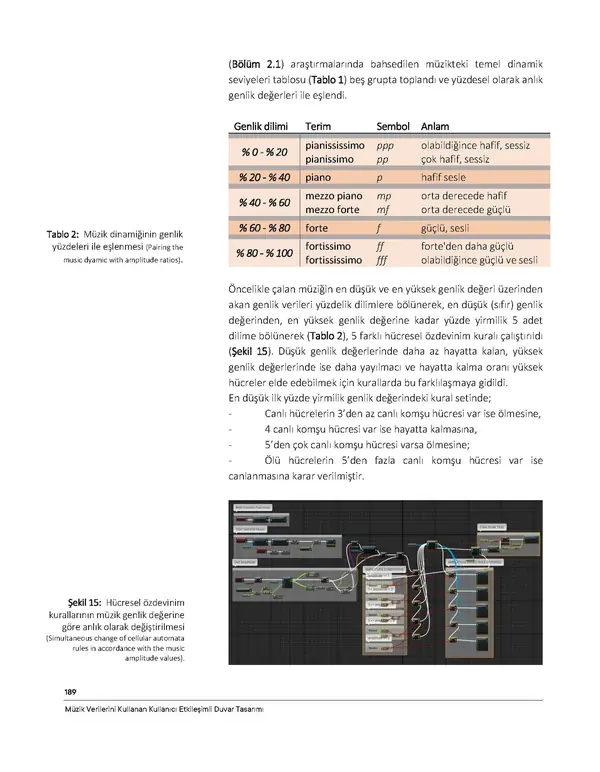 (Bölüm 2.1) araştırmalarında bahsedilen müzikteki temel dinamik
seviyeleri tablosu (Tablo 1) beş grupta toplandı ve yüzdesel olarak anlık
genlik değerleri ile eşlendi.
Genlik dilimi Terim Sembol Anlam
% 0 - % 20
pianississimo ppp olabildiğince hafif, sessiz
pianissimo pp çok hafif, sessiz
% 20 - % 40 piano p hafif sesle
% 40 - % 60
mezzo piano mp orta derecede hafif
mezzo forte mf orta derecede güçlü
% 60 - % 80 forte f güçlü, sesli
% 80 - % 100
fortissimo ff forte'den daha güçlü
fortississimo fff olabildiğince güçlü ve sesli
Tablo 2: Müzik dinamiğinin genlik
yüzdeleri ile eşlenmesi (Pairing the
music dyamic with amplitude ratios).
Öncelikle çalan müziğin en düşük ve en yüksek genlik değeri üzerinden
akan genlik verileri yüzdelik dilimlere bölünerek, en düşük (sıfır) genlik
değerinden, en yüksek genlik değerine kadar yüzde yirmilik 5 adet
dilime bölünerek (Tablo 2), 5 farklı hücresel özdevinim kuralı çalıştırıldı
(Şekil 15). Düşük genlik değerlerinde daha az hayatta kalan, yüksek
genlik değerlerinde ise daha yayılmacı ve hayatta kalma oranı yüksek
hücreler elde edebilmek için kurallarda bu farklılaşmaya gidildi.
En düşük ilk yüzde yirmilik genlik değerindeki kural setinde;
- Canlı hücrelerin 3’den az canlı komşu hücresi var ise ölmesine,
- 4 canlı komşu hücresi var ise hayatta kalmasına,
- 5’den çok canlı komşu hücresi varsa ölmesine;
- Ölü hücrelerin 5’den fazla canlı komşu hücresi var ise
canlanmasına karar verilmiştir.
Şekil 15: Hücresel özdevinim
kurallarının müzik genlik değerine
göre anlık olarak değiştirilmesi
(Simultaneous change of cellular automata
rules in accordance with the music
amplitude values).
189
Müzik Verilerini Kullanan Kullanıcı Etkileşimli Duvar Tasarımı